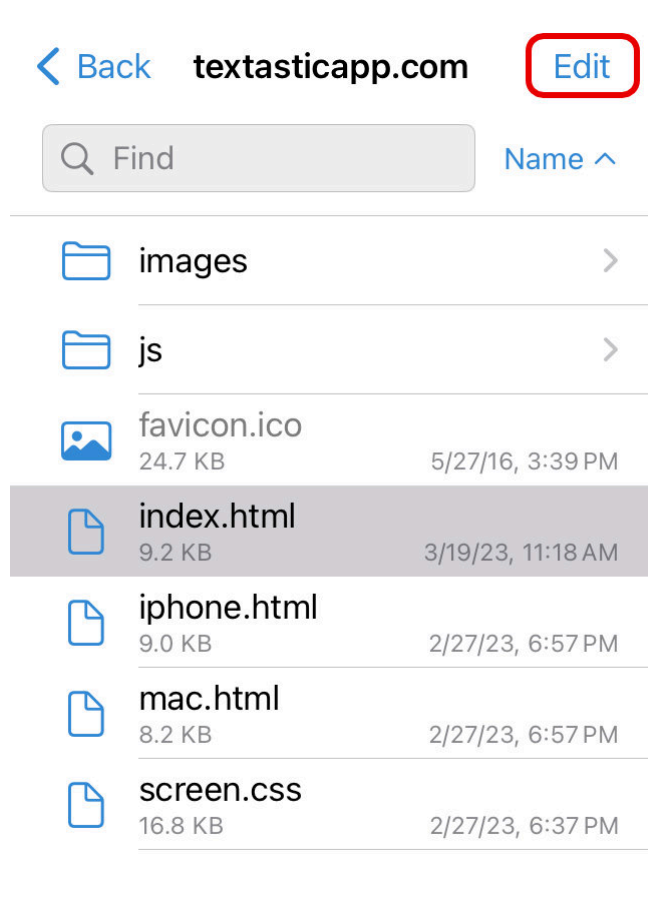 Back textasticapp.com Edit
Find Name
images
js
favicon.ico
24.7 KB 5/27/16, 3:39 PM
index.html
9.2 KB 3/19/23, 11:18 AM
iphone.html
9.0 KB 2/27/23, 6:57 PM
mac.html
8.2 KB 2/27/23, 6:57 PM
screen.css
16.8 KB 2/27/23, 6:37 PM